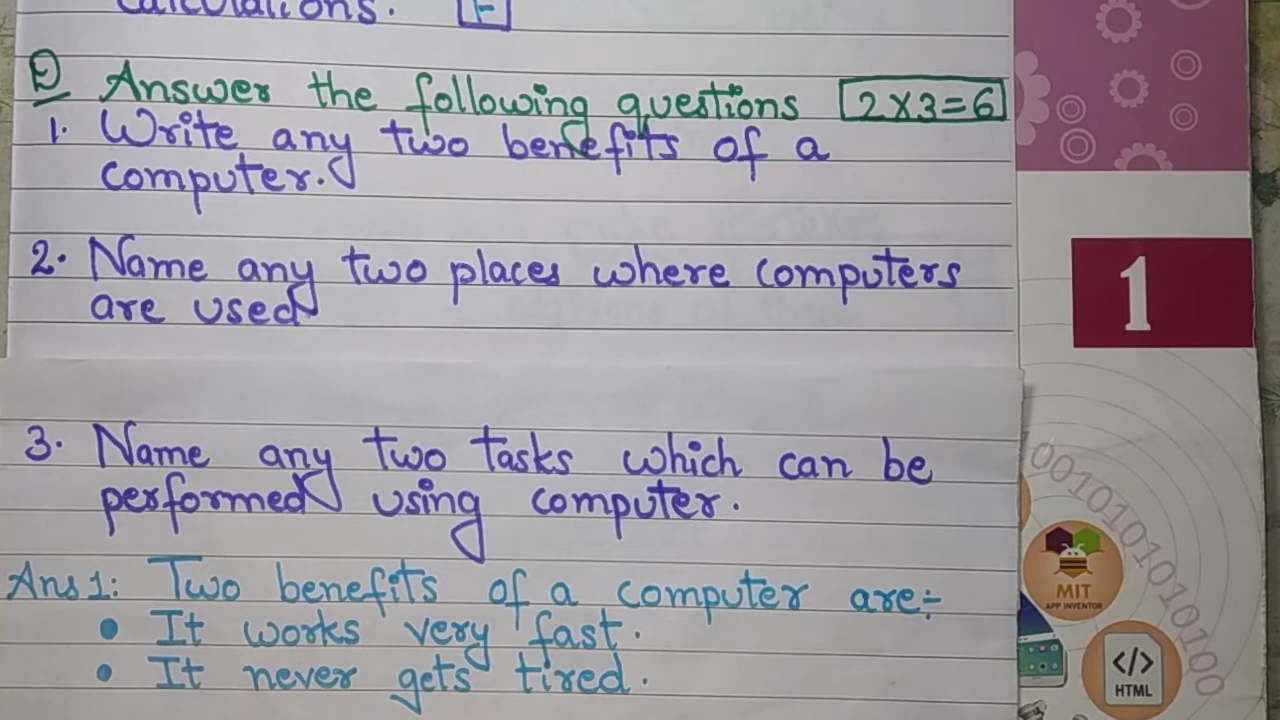 calculations. F
D Answer the following questions 2x3=6
1. Write any two benefits of a
computer.
2. Name any two places where computers
are used
3. Name any two tasks which can be
performed using computer.
Ans1: Two benefits of a computer are:-
• It works very fast.
• It never gets tired.
1
001010101010100
MIT
APP INVENTOR
</>
HTML